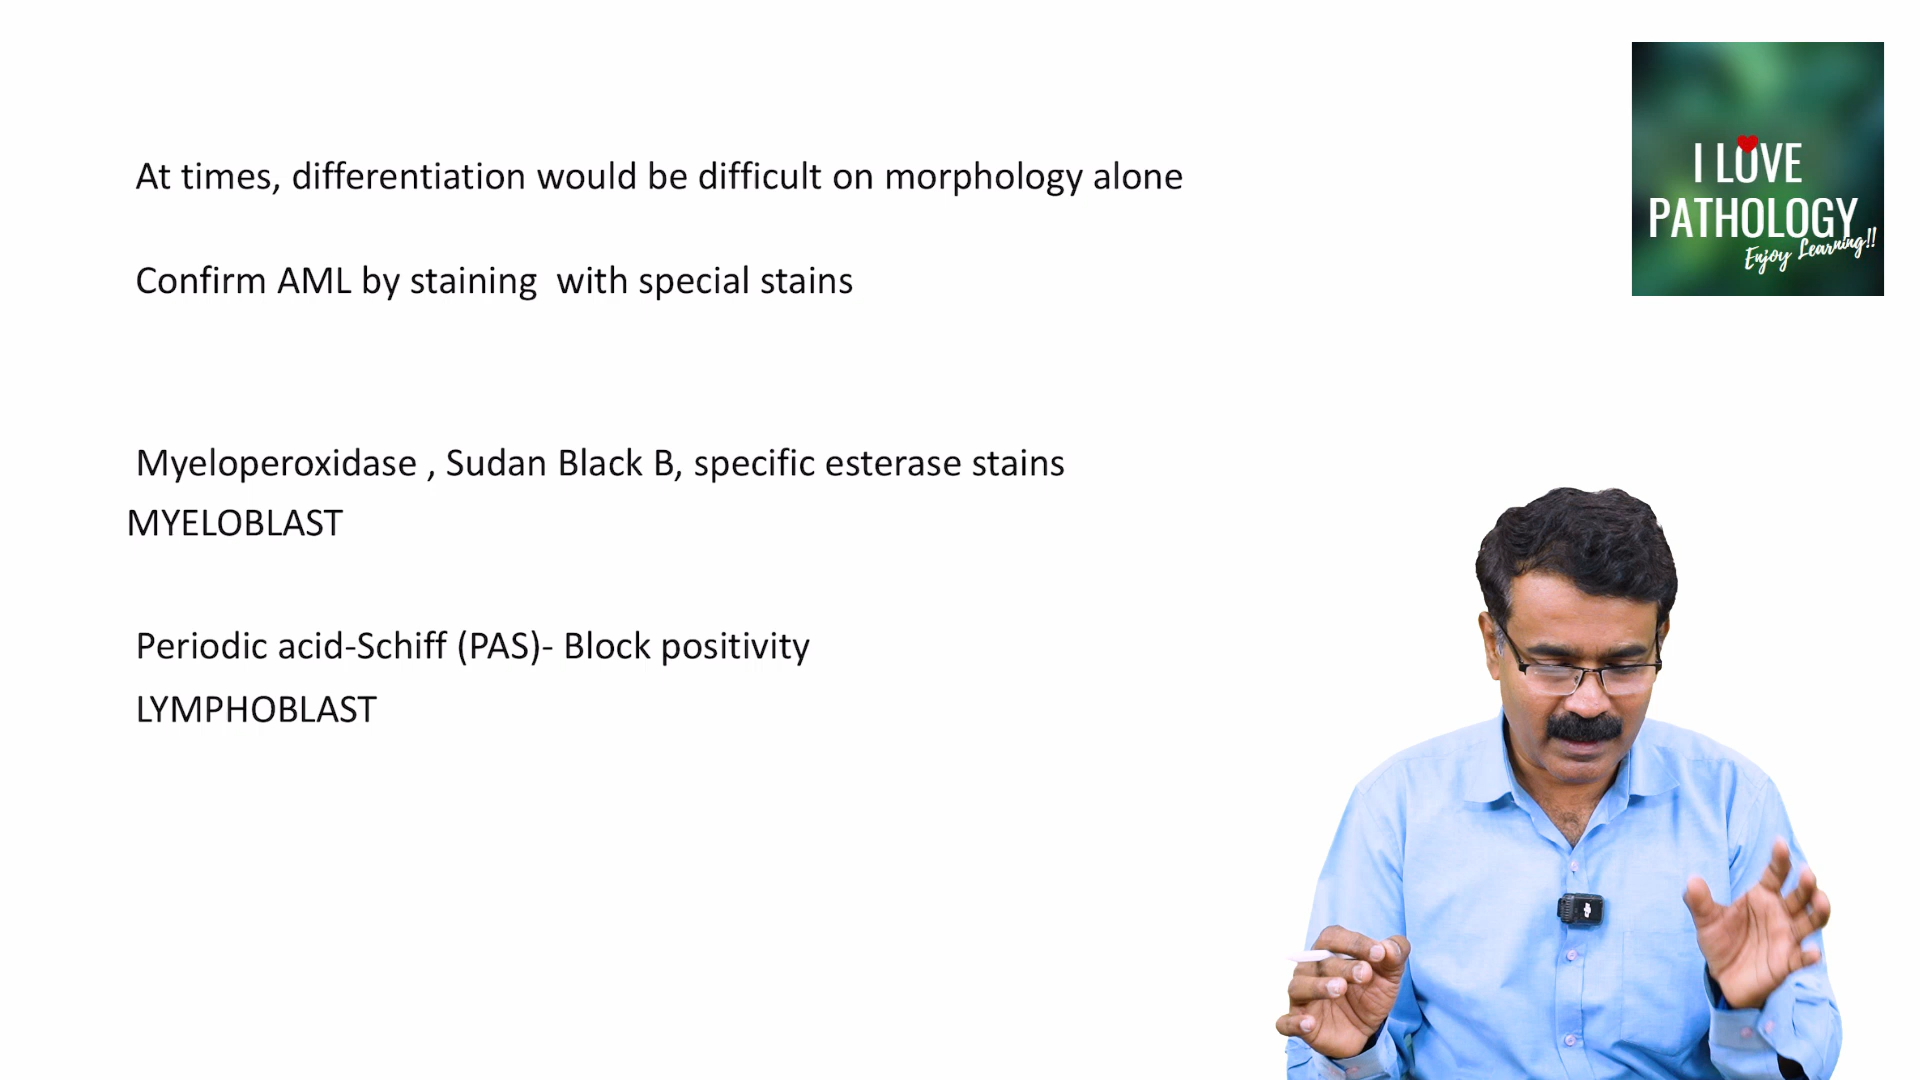 At times, differentiation would be difficult on morphology alone
Confirm AML by staining with special stains
Myeloperoxidase , Sudan Black B, specific esterase stains
MYELOBLAST
Periodic acid-Schiff (PAS)- Block positivity
LYMPHOBLAST
I LOVE
PATHOLOGY
Enjoy Learning!!